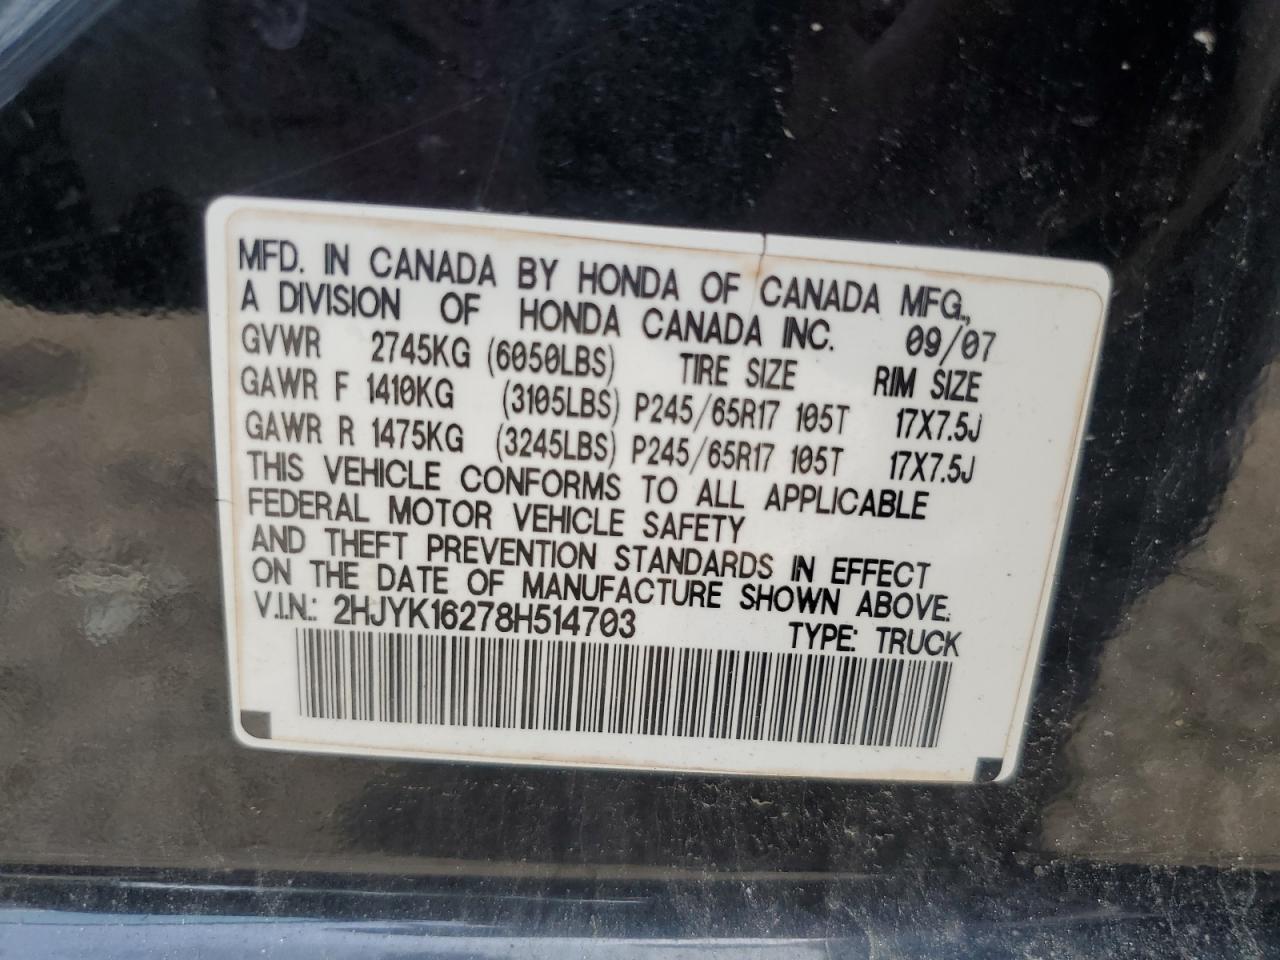 MFD. IN CANADA BY HONDA OF CANADA MFG.,
A DIVISION OF HONDA CANADA INC. 09/07
GVWR 2745KG (6050LBS) TIRE SIZE RIM SIZE
GAWR F 1410KG (3105LBS) P245/65R17 105T 17X7.5J
GAWR R 1475KG (3245LBS) P245/65R17 105T 17X7.5J
THIS VEHICLE CONFORMS TO ALL APPLICABLE
FEDERAL MOTOR VEHICLE SAFETY
AND THEFT PREVENTION STANDARDS IN EFFECT
ON THE DATE OF MANUFACTURE SHOWN ABOVE.
V.I.N.: 2HJYK16278H514703 TYPE: TRUCK